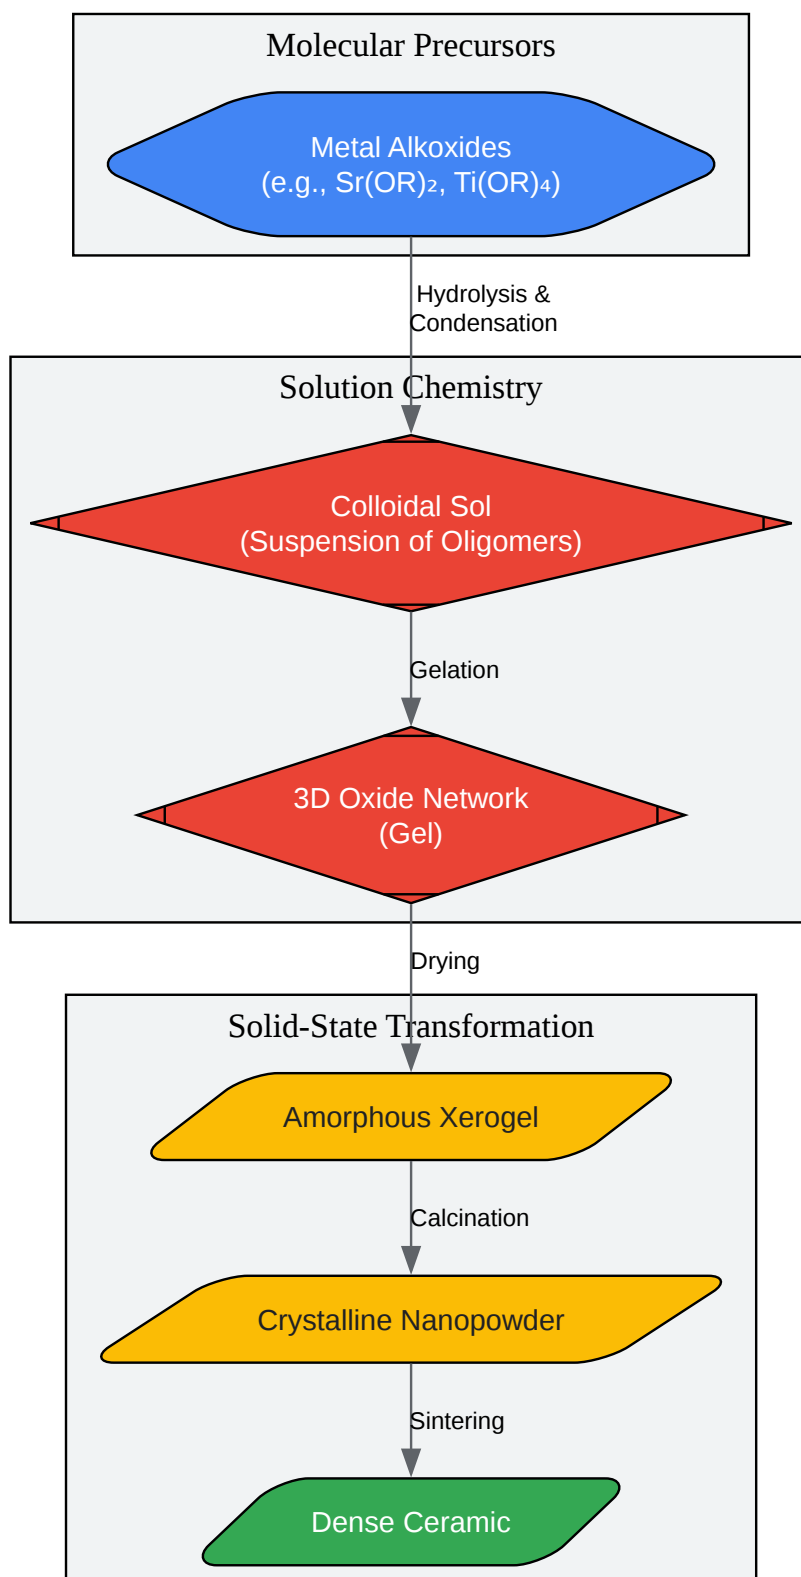 Molecular Precursors
Metal Alkoxides
(e.g., Sr(OR)₂, Ti(OR)₄)
Hydrolysis &
Condensation
Solution Chemistry
Colloidal Sol
(Suspension of Oligomers)
Gelation
3D Oxide Network
(Gel)
Drying
Solid-State Transformation
Amorphous Xerogel
Calcination
Crystalline Nanopowder
Sintering
Dense Ceramic